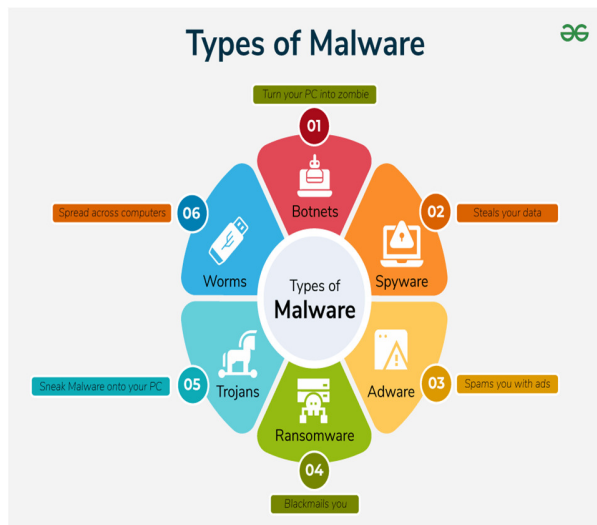 Types of Malware
Turn your PC into zombie
01
Botnets
02
Steals your data
Spyware
03
Spams you with ads
Adware
Ransomware
04
Blackmails you
Sneak Malware onto your PC
05
Trojans
Spread across computers
06
Worms
Types of
Malware